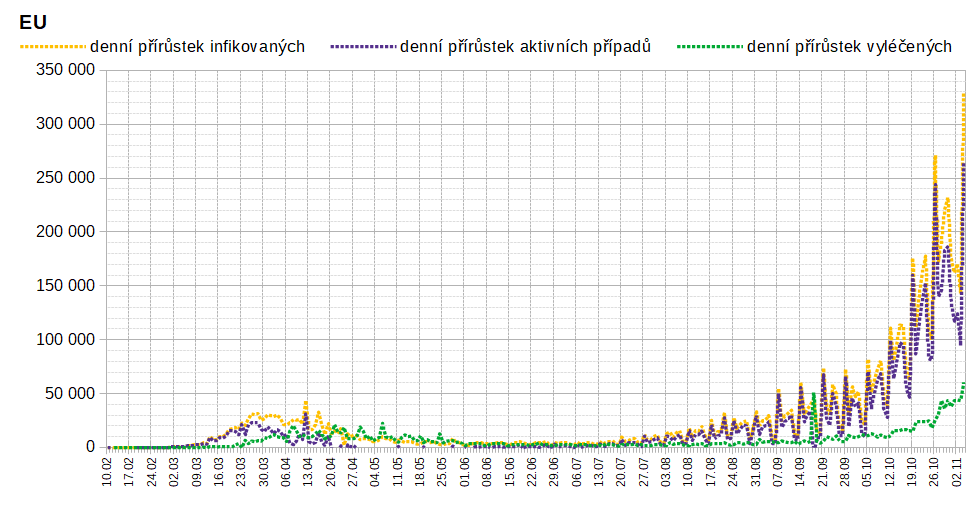 EU
denní přírůstek infikovaných denní přírůstek aktivních případů denní přírůstek vyléčených
350 000
300 000
250 000
200 000
150 000
100 000
50 000
0
10.02 17.02 24.02 02.03 09.03 16.03 23.03 30.03 06.04 13.04 20.04 27.04 04.05 11.05 18.05 25.05 01.06 08.06 15.06 22.06 29.06 06.07 13.07 20.07 27.07 03.08 10.08 17.08 24.08 31.08 07.09 14.09 21.09 28.09 05.10 12.10 19.10 26.10 02.11